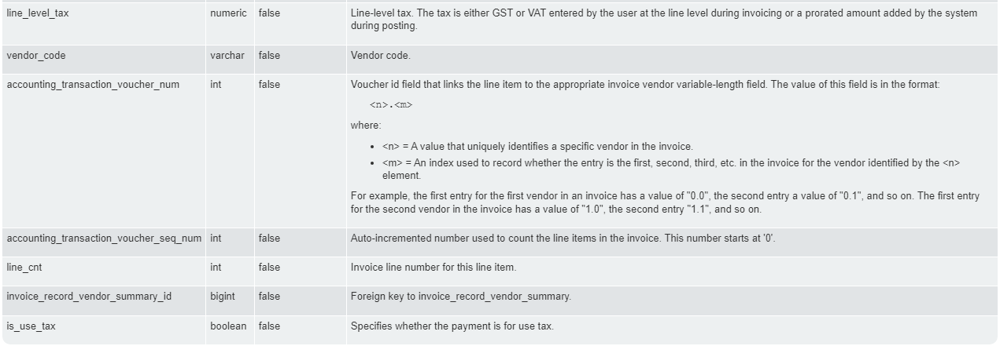 line_level_tax numeric false Line-level tax. The tax is either GST or VAT entered by the user at the line level during invoicing or a prorated amount added by the system
during posting.
vendor_code varchar false Vendor code.
accounting_transaction_voucher_num int false Voucher id field that links the line item to the appropriate invoice vendor variable-length field. The value of this field is in the format:
<n>.<m>
where:
• <n> = A value that uniquely identifies a specific vendor in the invoice.
• <m> = An index used to record whether the entry is the first, second, third, etc. in the invoice for the vendor identified by the <n>
element.
For example, the first entry for the first vendor in an invoice has a value of "0.0", the second entry a value of "0.1", and so on. The first entry
for the second vendor in the invoice has a value of "1.0", the second entry "1.1", and so on.
accounting_transaction_voucher_seq_num int false Auto-incremented number used to count the line items in the invoice. This number starts at '0'.
line_cnt int false Invoice line number for this line item.
invoice_record_vendor_summary_id bigint false Foreign key to invoice_record_vendor_summary.
is_use_tax boolean false Specifies whether the payment is for use tax.